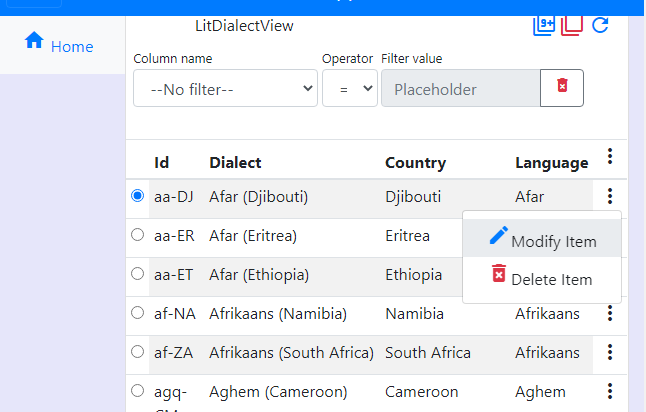 LitDialectView
9+
Home
Column name Operator Filter value
--No filter-- = Placeholder
Id Dialect Country Language
aa-DJ Afar (Djibouti) Djibouti Afar
aa-ER Afar (Eritrea) Eritrea
Modify Item
aa-ET Afar (Ethiopia) Ethiopia
Delete Item
af-NA Afrikaans (Namibia) Namibia Afrikaans
af-ZA Afrikaans (South Africa) South Africa Afrikaans
agq- Aghem (Cameroon) Cameroon Aghem